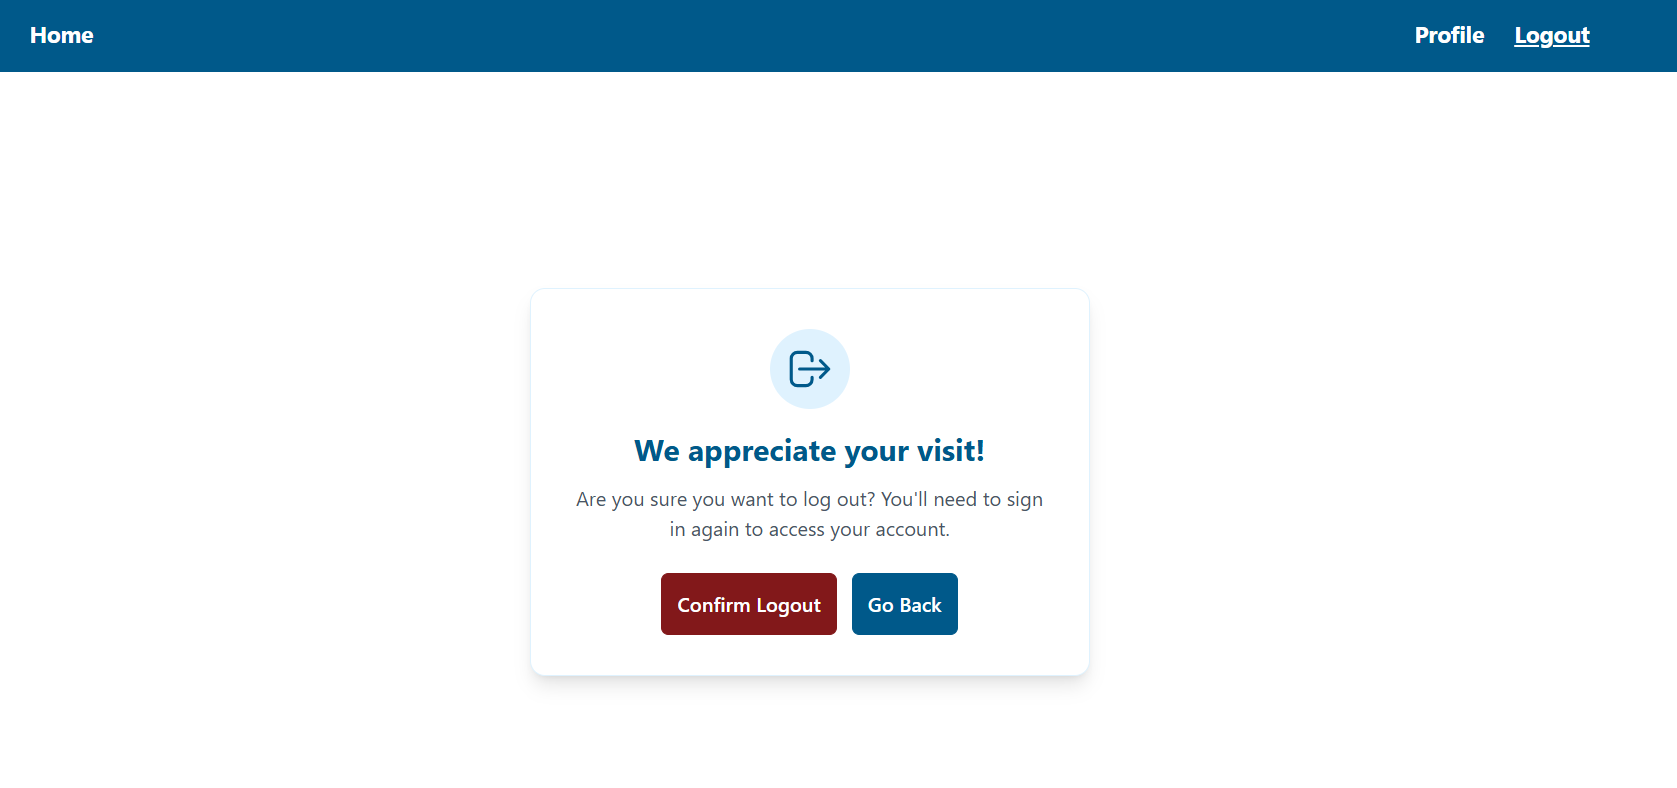 Home
Profile
Logout
We appreciate your visit!
Are you sure you want to log out? You'll need to sign
in again to access your account.
Confirm Logout
Go Back